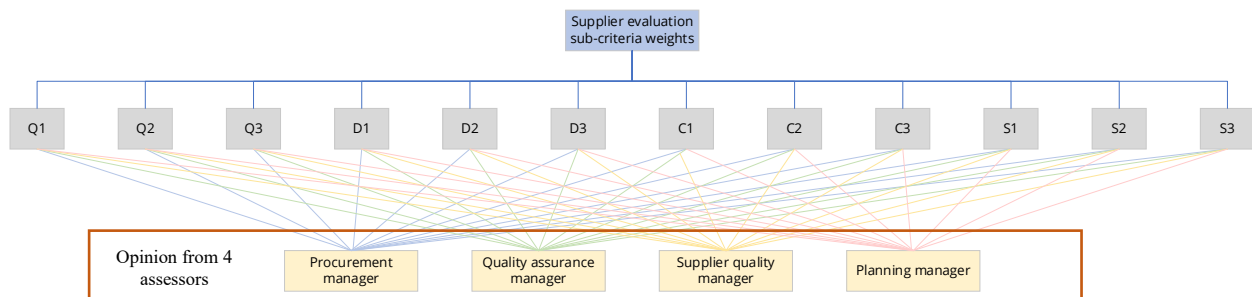 Supplier evaluation
sub-criteria weights
Q1
Q2
Q3
D1
D2
D3
C1
C2
C3
S1
S2
S3
Opinion from 4
assessors
Procurement
manager
Quality assurance
manager
Supplier quality
manager
Planning manager